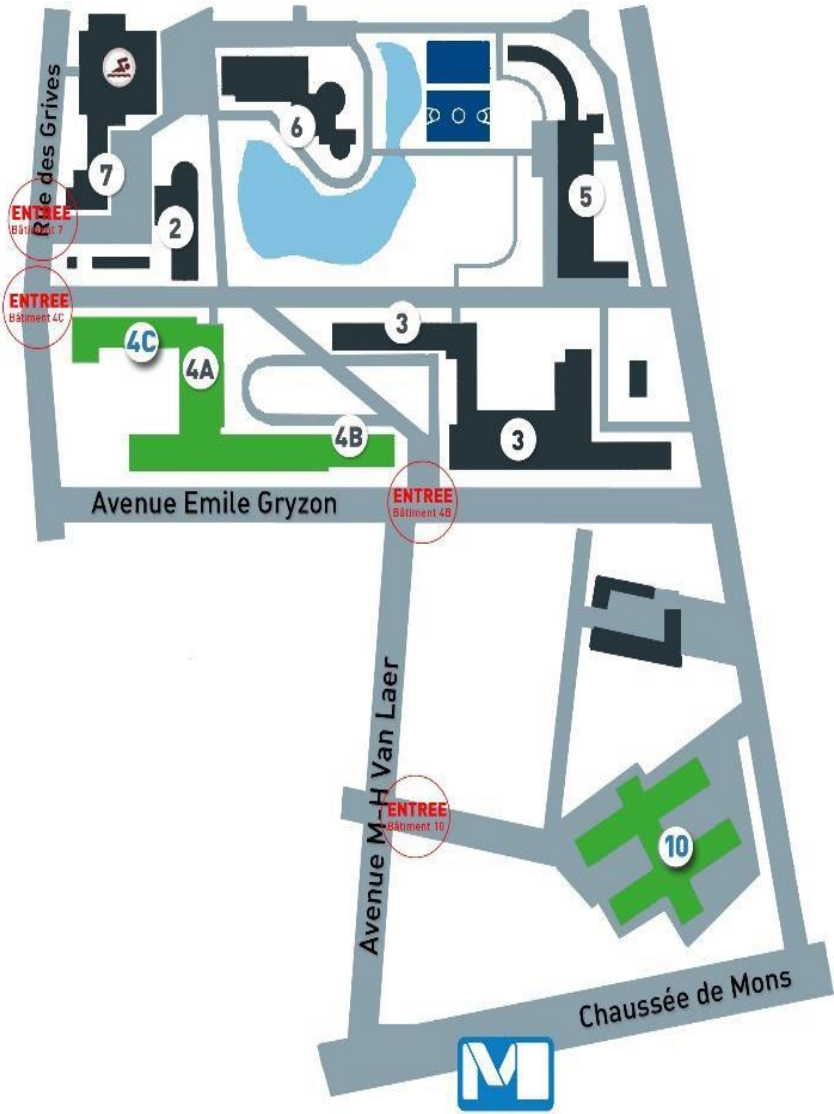 Rue des Grives
6
7
5
2
ENTREE
Bâtiment 7
ENTREE
Bâtiment 4C
3
4C
4A
4B
3
Avenue Emile Gryzon
ENTREE
Bâtiment 4B
Avenue M-H Van Laer
ENTREE
Bâtiment 10
10
Chaussée de Mons
M